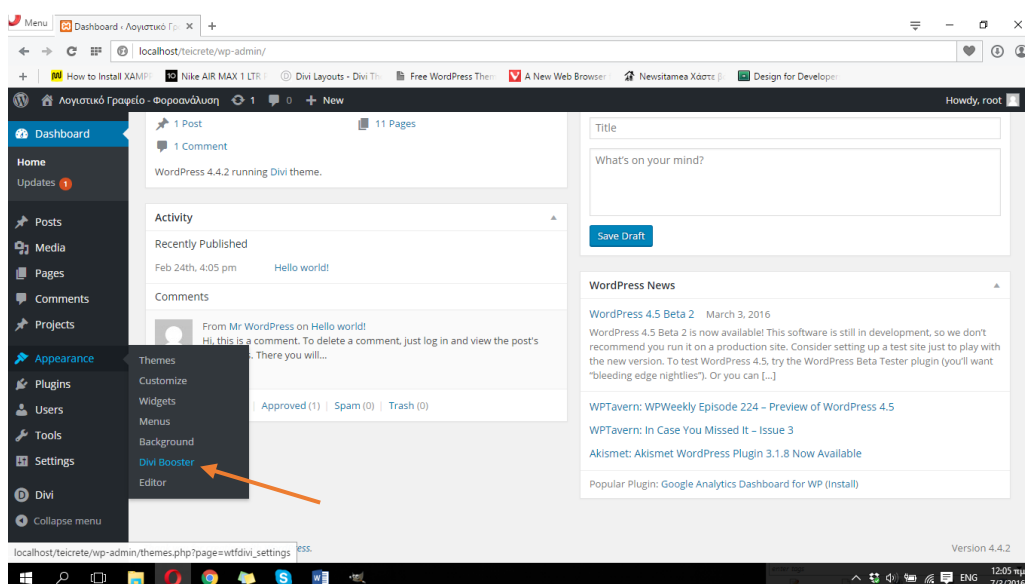 Menu
Dashboard ‹ Λογιστικό Γρα
localhost/teicrete/wp-admin/
How to Install XAMP
Nike AIR MAX 1 LTR
Divi Layouts - Divi Th
Free WordPress Them
A New Web Browser
Newsitamea Χάστε β
Design for Developer
Λογιστικό Γραφείο - Φοροανάλυση 1 0 + New
Howdy, root
Dashboard
Home
Updates 1
Posts
Media
Pages
Comments
Projects
Appearance
Plugins
Users
Tools
Settings
Divi
Collapse menu
Themes
Customize
Widgets
Menus
Background
Divi Booster
Editor
1 Post
11 Pages
1 Comment
WordPress 4.4.2 running Divi theme.
Activity
Recently Published
Feb 24th, 4:05 pm Hello world!
Comments
From Mr WordPress on Hello world!
Hi, this is a comment. To delete a comment, just log in and view the post's
. There you will...
Approved (1) | Spam (0) | Trash (0)
Title
What's on your mind?
Save Draft
WordPress News
WordPress 4.5 Beta 2 March 3, 2016
WordPress 4.5 Beta 2 is now available! This software is still in development, so we don't
recommend you run it on a production site. Consider setting up a test site just to play with
the new version. To test WordPress 4.5, try the WordPress Beta Tester plugin (you'll want
"bleeding edge nightlies"). Or you can [...]
WPTavern: WPWeekly Episode 224 – Preview of WordPress 4.5
WPTavern: In Case You Missed It – Issue 3
Akismet: Akismet WordPress Plugin 3.1.8 Now Available
Popular Plugin: Google Analytics Dashboard for WP (Install)
localhost/teicrete/wp-admin/themes.php?page=wtfdivi_settings
ess.
Version 4.4.2
ENG
12:05 πμ
7/3/2016